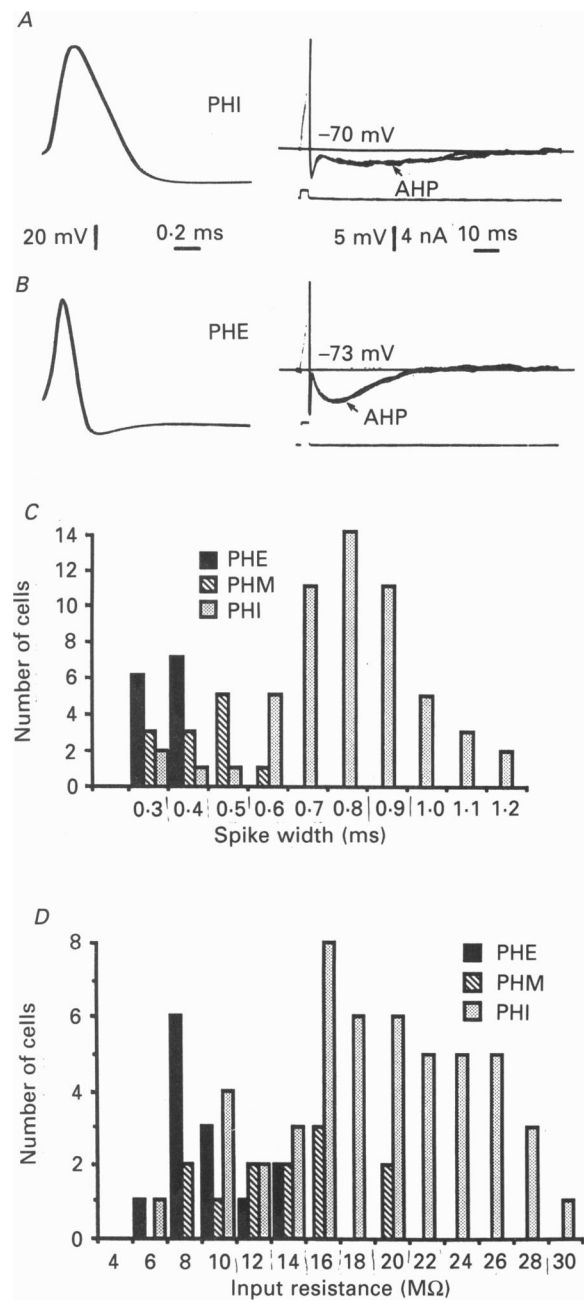 A
PHI
–70 mV
AHP
20 mV
0·2 ms
5 mV
4 nA
10 ms
B
PHE
–73 mV
AHP
C
14
12
10
8
6
4
2
0
Number of cells
PHE
PHM
PHI
0·3 0·4 0·5 0·6 0·7 0·8 0·9 1·0 1·1 1·2
Spike width (ms)
D
8
6
4
2
0
Number of cells
PHE
PHM
PHI
4 6 8 10 12 14 16 18 20 22 24 26 28 30
Input resistance (MΩ)